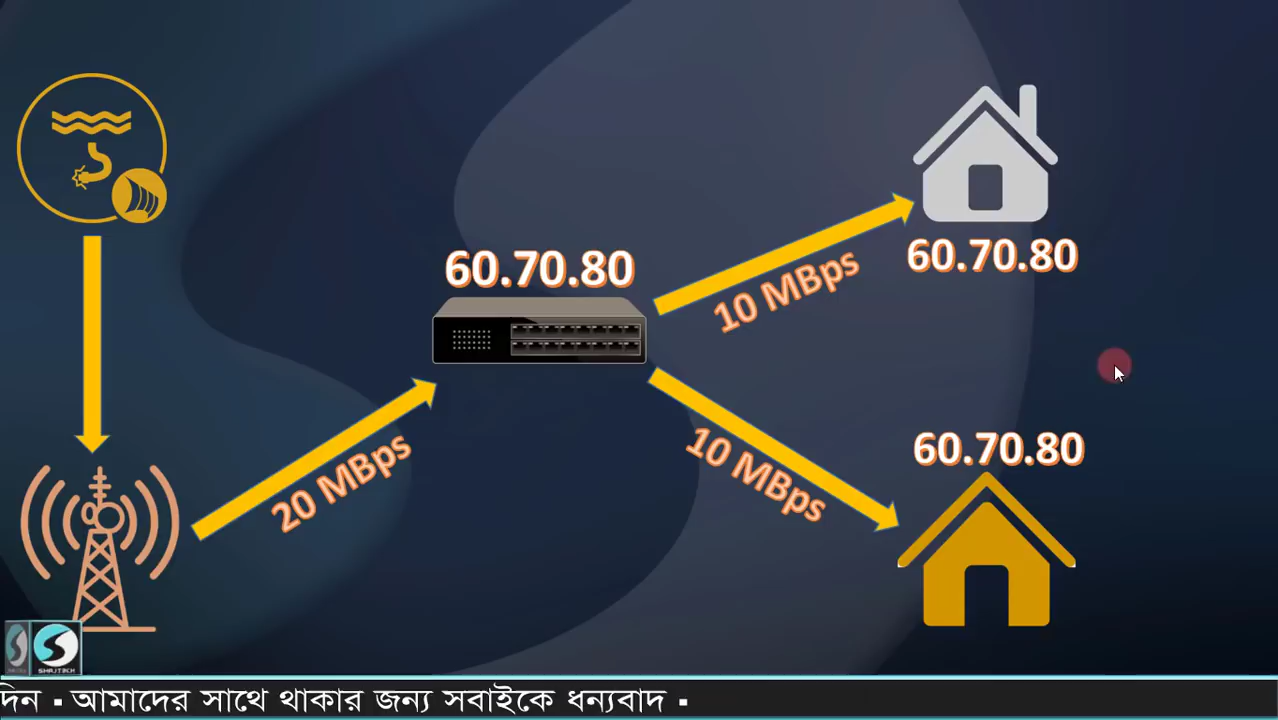 60.70.80
60.70.80
10 MBps
60.70.80
10 MBps
20 MBps
SHAJTECH
দিন ▪ আমাদের সাথে থাকার জন্য সবাইকে ধন্যবাদ ▪